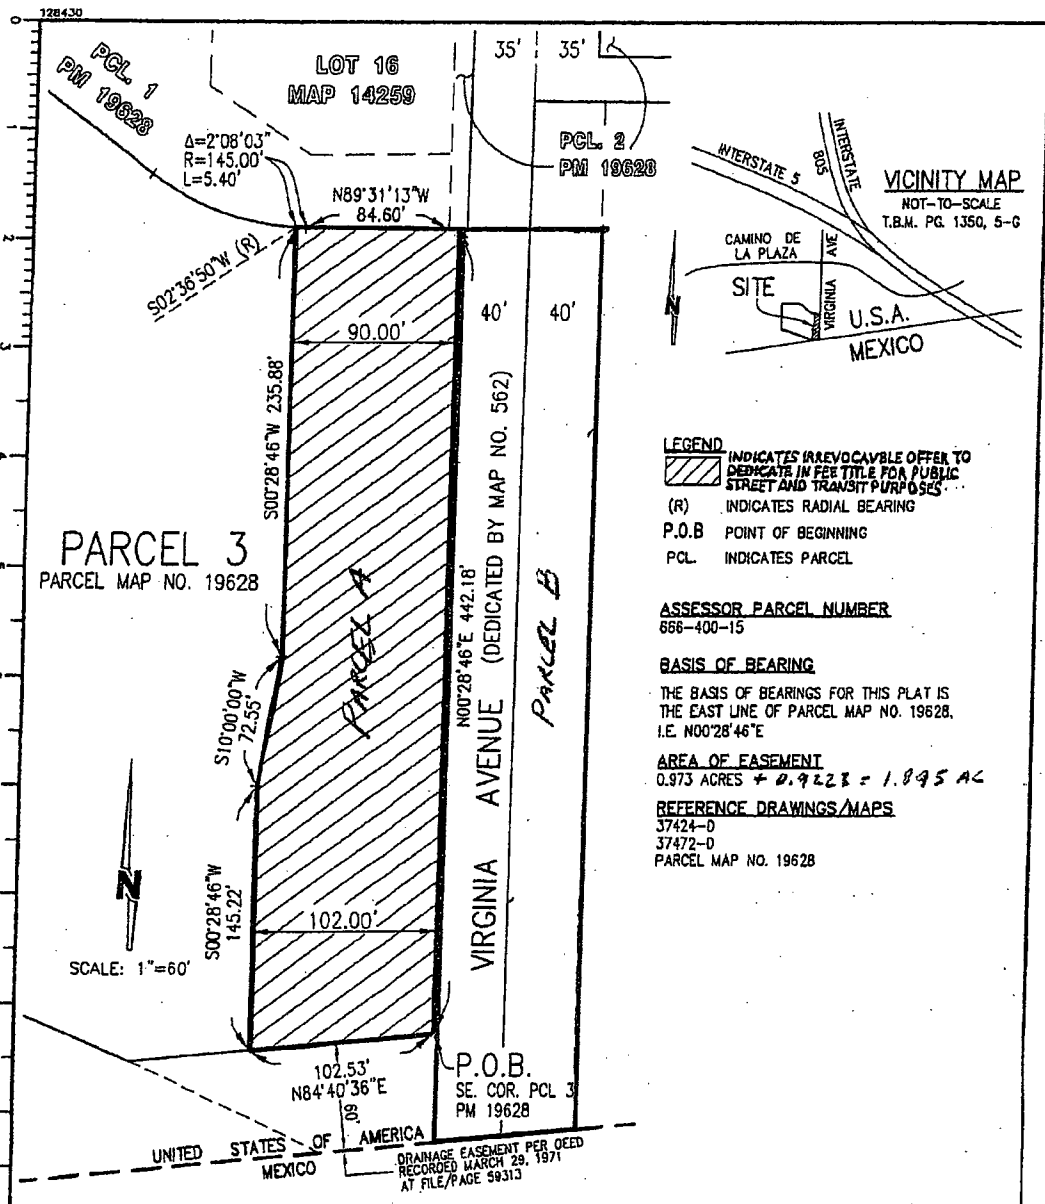 128430
0
1
2
3
PCL. 1
PM 19628
LOT 16
MAP 14259
35' 35'
PCL. 2
PM 19628
Δ=2°08'03"
R=145.00'
L=5.40'
N89°31'13"W
84.60'
S02°36'50"W (R)
90.00'
40' 40'
S00°28'46"W 235.88'
PARCEL 3
PARCEL MAP NO. 19628
PARCEL A
N00°28'46"E 442.18'
VIRGINIA AVENUE (DEDICATED BY MAP NO. 562)
PARCEL B
S10°00'00"W
72.55'
S00°28'46"W
145.22'
102.00'
N
SCALE: 1"=60'
102.53'
N84°40'36"E
60'
P.O.B.
SE. COR. PCL 3
PM 19628
UNITED STATES OF AMERICA
MEXICO
DRAINAGE EASEMENT PER DEED
RECORDED MARCH 29, 1971
AT FILE/PAGE 59313
INTERSTATE 5
INTERSTATE
805
VICINITY MAP
NOT-TO-SCALE
T.B.M. PG. 1350, 5-G
CAMINO DE
LA PLAZA
VIRGINIA AVE
SITE
N
U.S.A.
MEXICO
LEGEND
INDICATES IRREVOCAVBLE OFFER TO
DEDICATE IN FEE TITLE FOR PUBLIC
STREET AND TRANSIT PURPOSES
(R) INDICATES RADIAL BEARING
P.O.B POINT OF BEGINNING
PCL. INDICATES PARCEL
ASSESSOR PARCEL NUMBER
666-400-15
BASIS OF BEARING
THE BASIS OF BEARINGS FOR THIS PLAT IS
THE EAST LINE OF PARCEL MAP NO. 19628,
I.E. N00°28'46"E
AREA OF EASEMENT
0.973 ACRES + 0.9223 = 1.895 AC
REFERENCE DRAWINGS/MAPS
37424-D
37472-D
PARCEL MAP NO. 19628